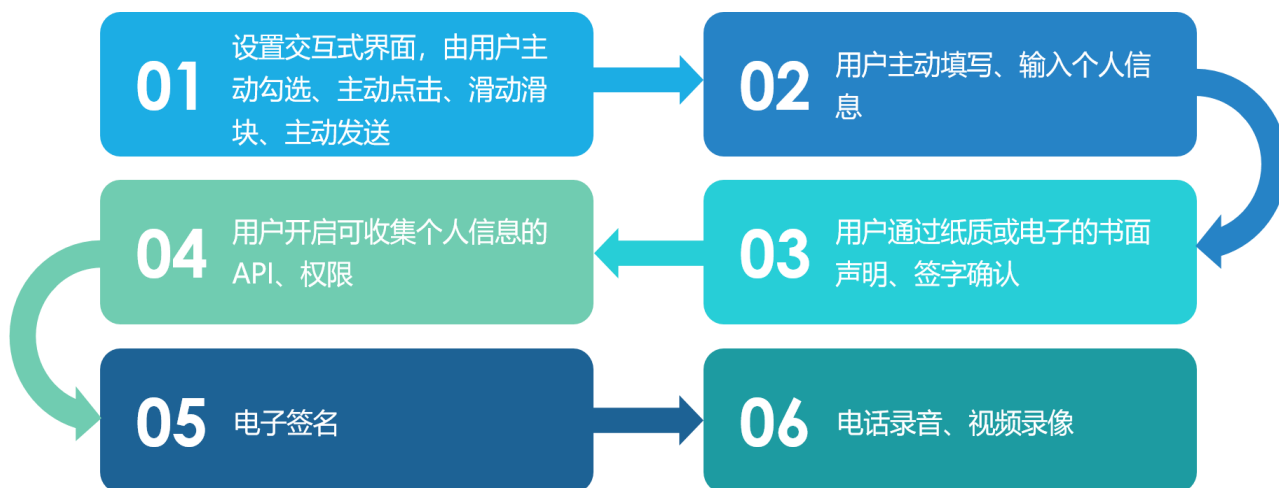 01
设置交互式界面，由用户主
动勾选、主动点击、滑动滑
块、主动发送
02
用户主动填写、输入个人信
息
03
用户通过纸质或电子的书面
声明、签字确认
04
用户开启可收集个人信息的
API、权限
05
电子签名
06
电话录音、视频录像